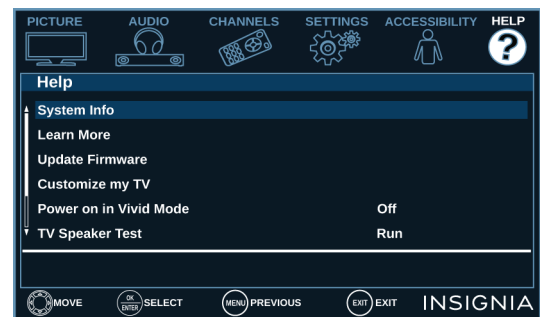 PICTURE AUDIO CHANNELS SETTINGS ACCESSIBILITY HELP
?
Help
System Info
Learn More
Update Firmware
Customize my TV
Power on in Vivid Mode Off
TV Speaker Test Run
MOVE OK ENTER SELECT MENU PREVIOUS EXIT EXIT INSIGNIA